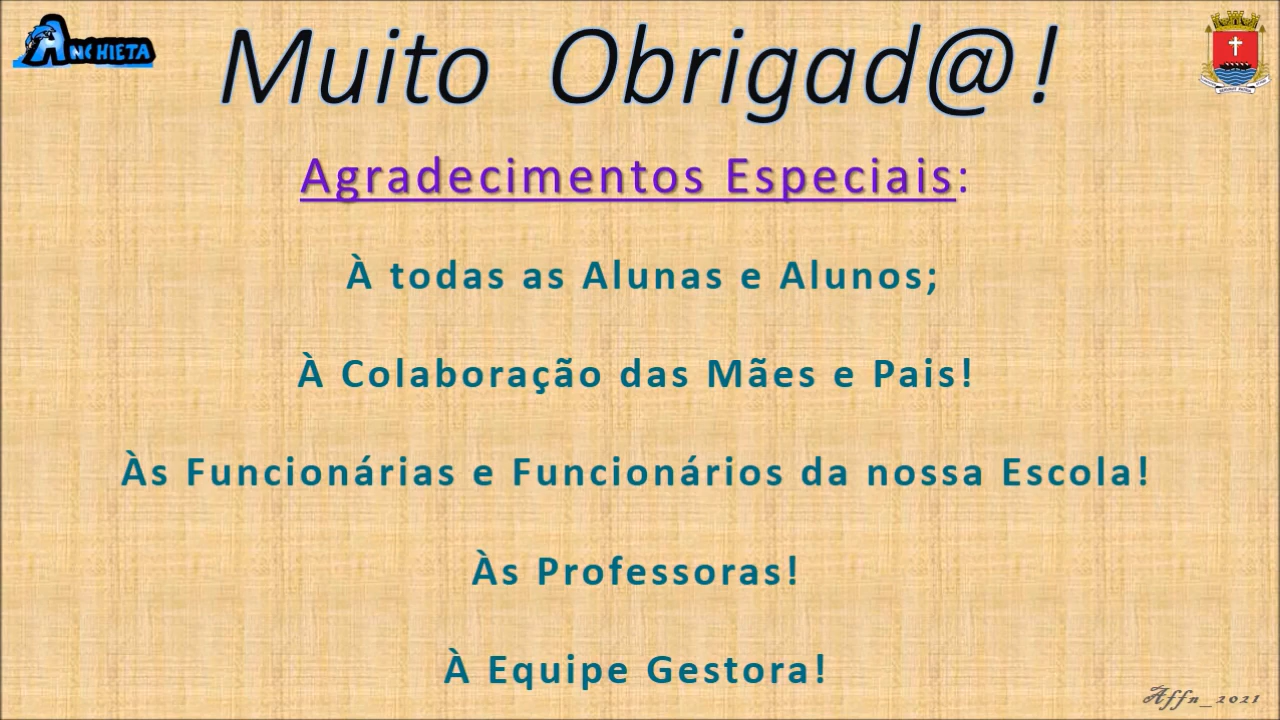 ANCHIETA
Muito Obrigad@!
Agradecimentos Especiais:
À todas as Alunas e Alunos;
À Colaboração das Mães e Pais!
Às Funcionárias e Funcionários da nossa Escola!
Às Professoras!
À Equipe Gestora!
Affn_2021